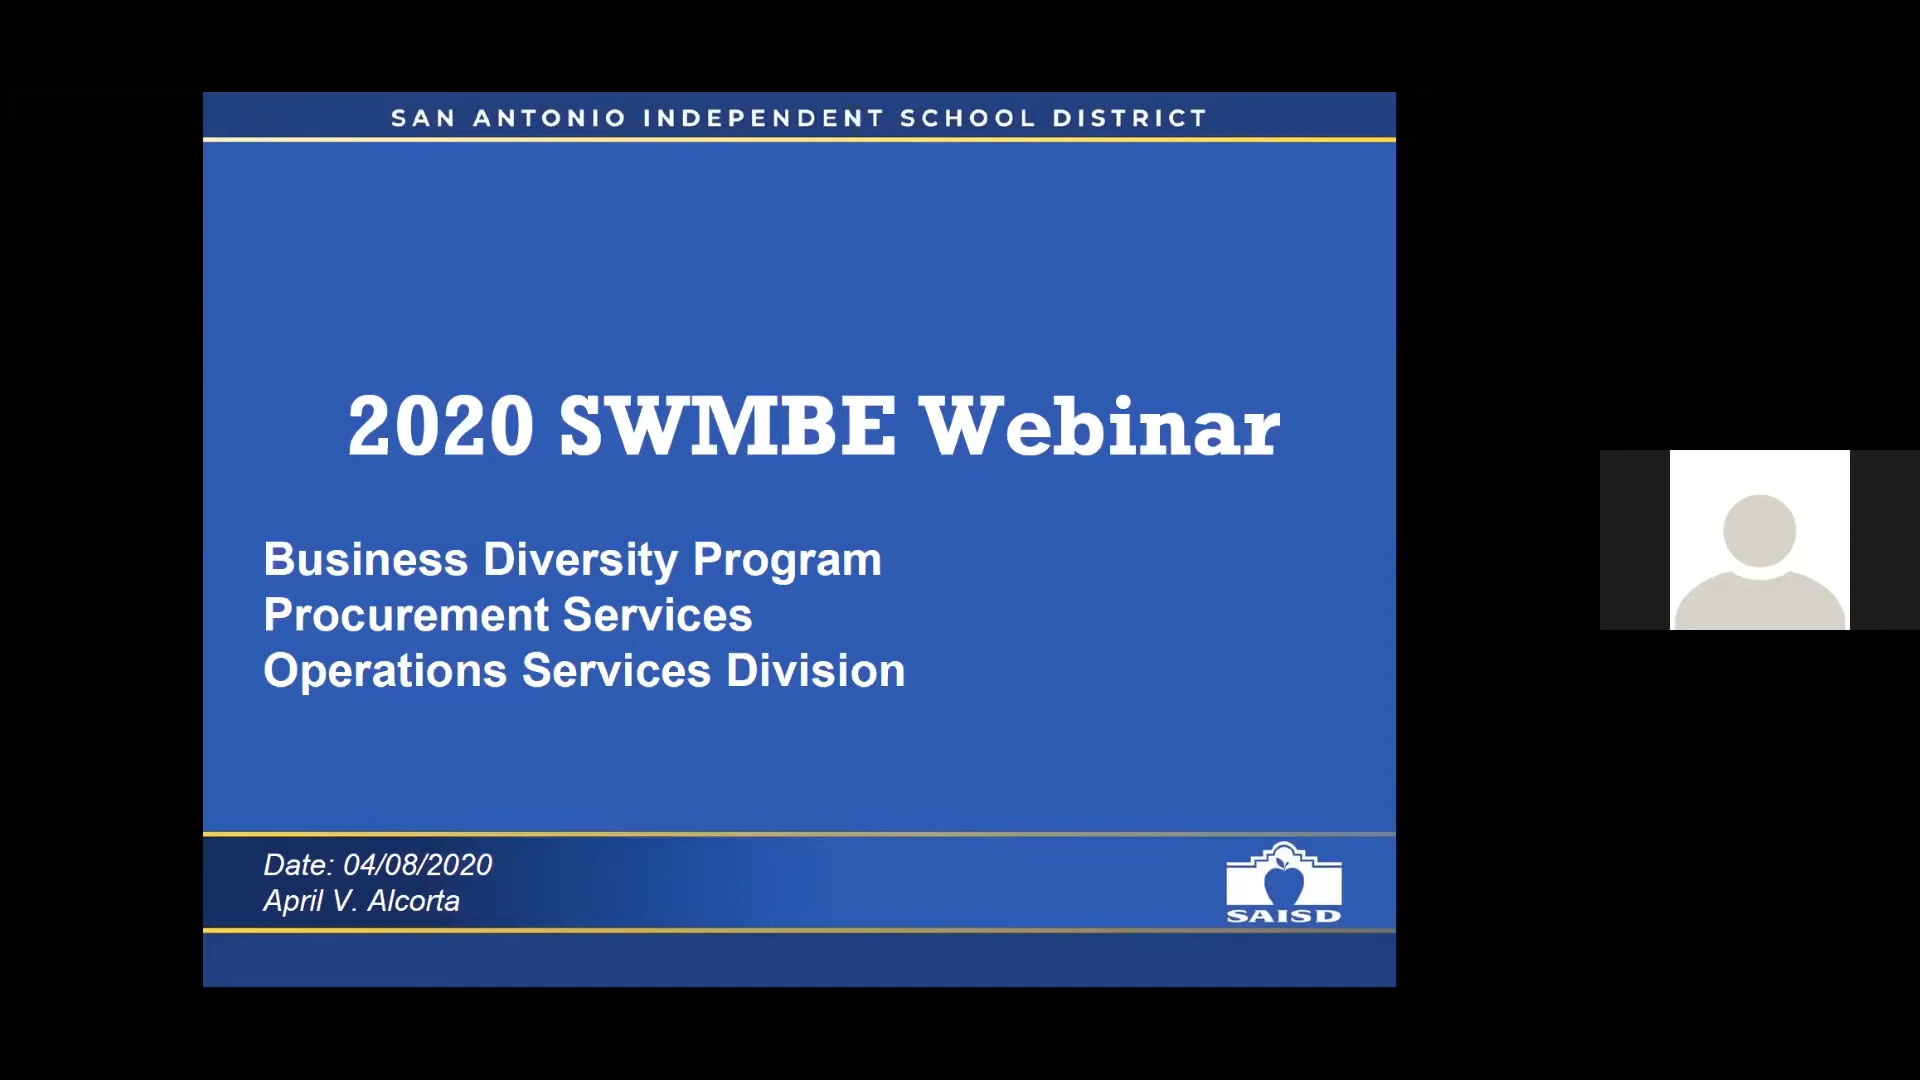 SAN ANTONIO INDEPENDENT SCHOOL DISTRICT
2020 SWMBE Webinar
Business Diversity Program
Procurement Services
Operations Services Division
Date: 04/08/2020
April V. Alcorta
SAISD